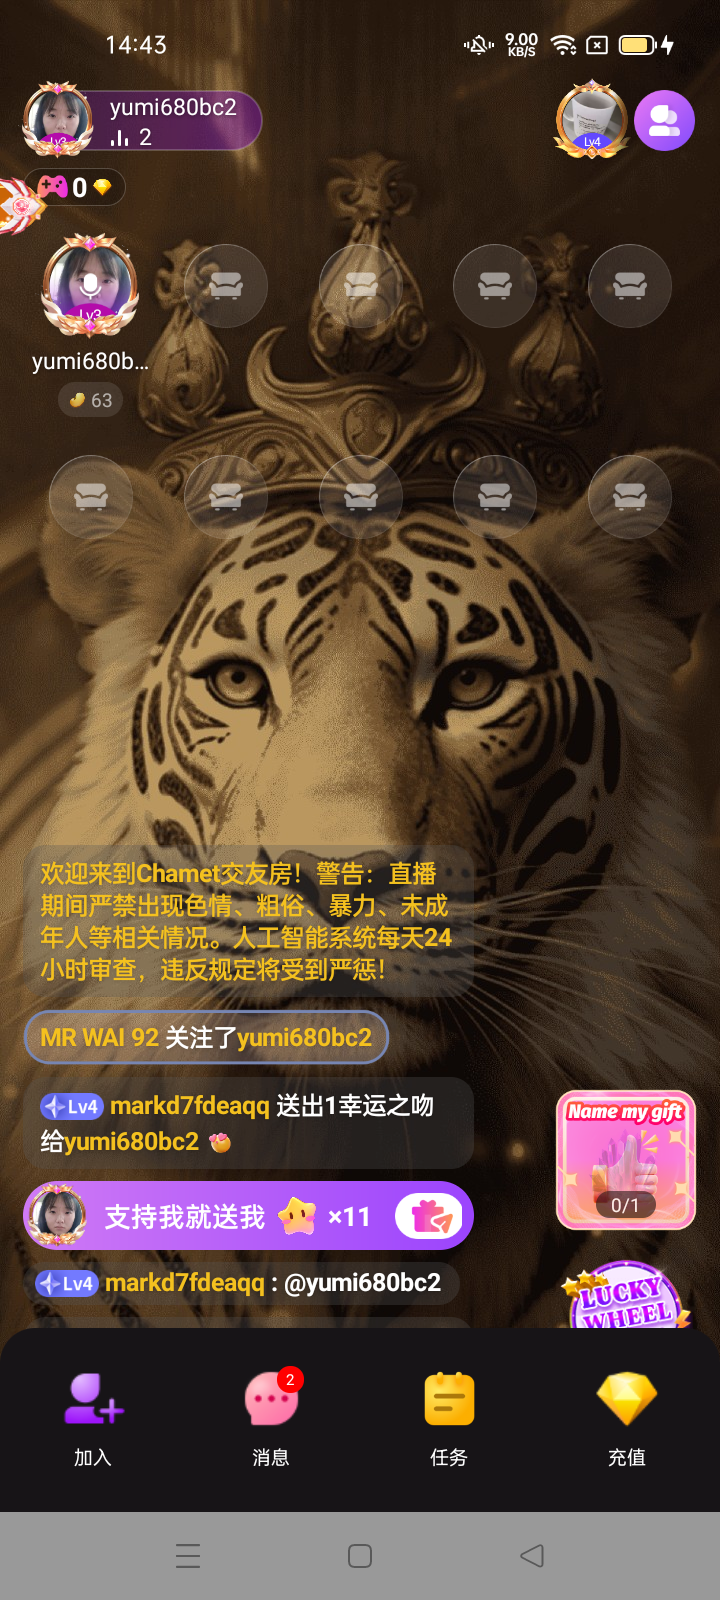 14:43
9.00
KB/S
yumi680bc2
2
Lv3
Lv4
0
Lv3
yumi680b...
63
欢迎来到Chamet交友房！警告：直播
期间严禁出现色情、粗俗、暴力、未成
年人等相关情况。人工智能系统每天24
小时审查，违反规定将受到严惩！
MR WAI 92 关注了yumi680bc2
Lv4 markd7fdeaqq 送出1幸运之吻
给yumi680bc2
Name my gift
0/1
支持我就送我 ×11
Lv4 markd7fdeaqq : @yumi680bc2
LUCKY
WHEEL
加入
2
消息
任务
充值